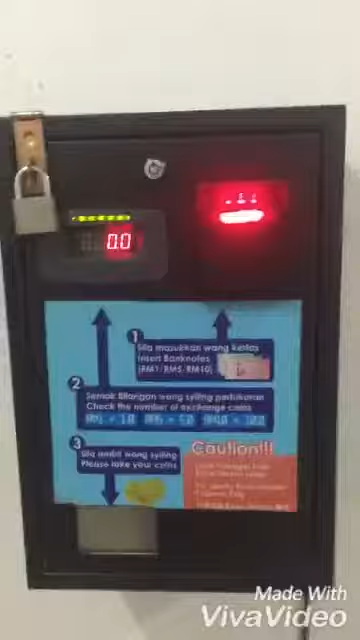 0.0
1
Sila masukkan wang kertas
Insert Banknotes
(RM1/RM5/RM10)
2
Semak Bilangan wang syiling pertukaran
Check the number of exchange coins
RM1 = 10 RM5 = 50 RM10 = 100
3
Sila ambil wang syiling
Please take your coins
Caution!!!
Made With
VivaVideo